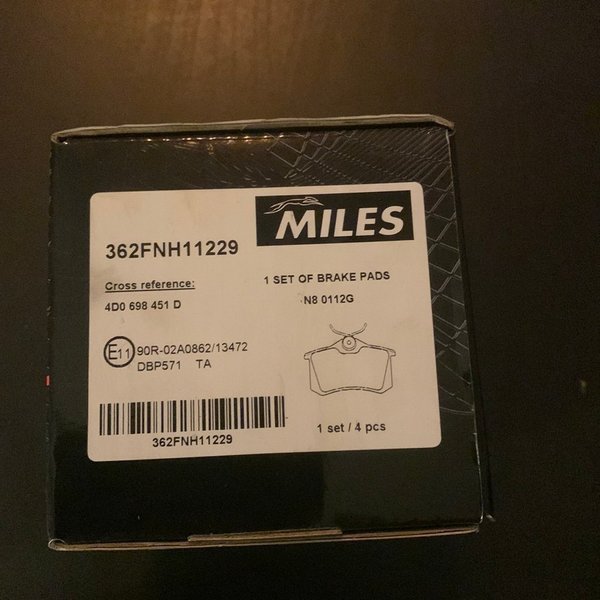 MILES
362FNH11229
Cross reference:
1 SET OF BRAKE PADS
4D0 698 451 D
N8 0112G
E11 90R-02A0862/13472
DBP571 TA
1 set / 4 pcs
362FNH11229